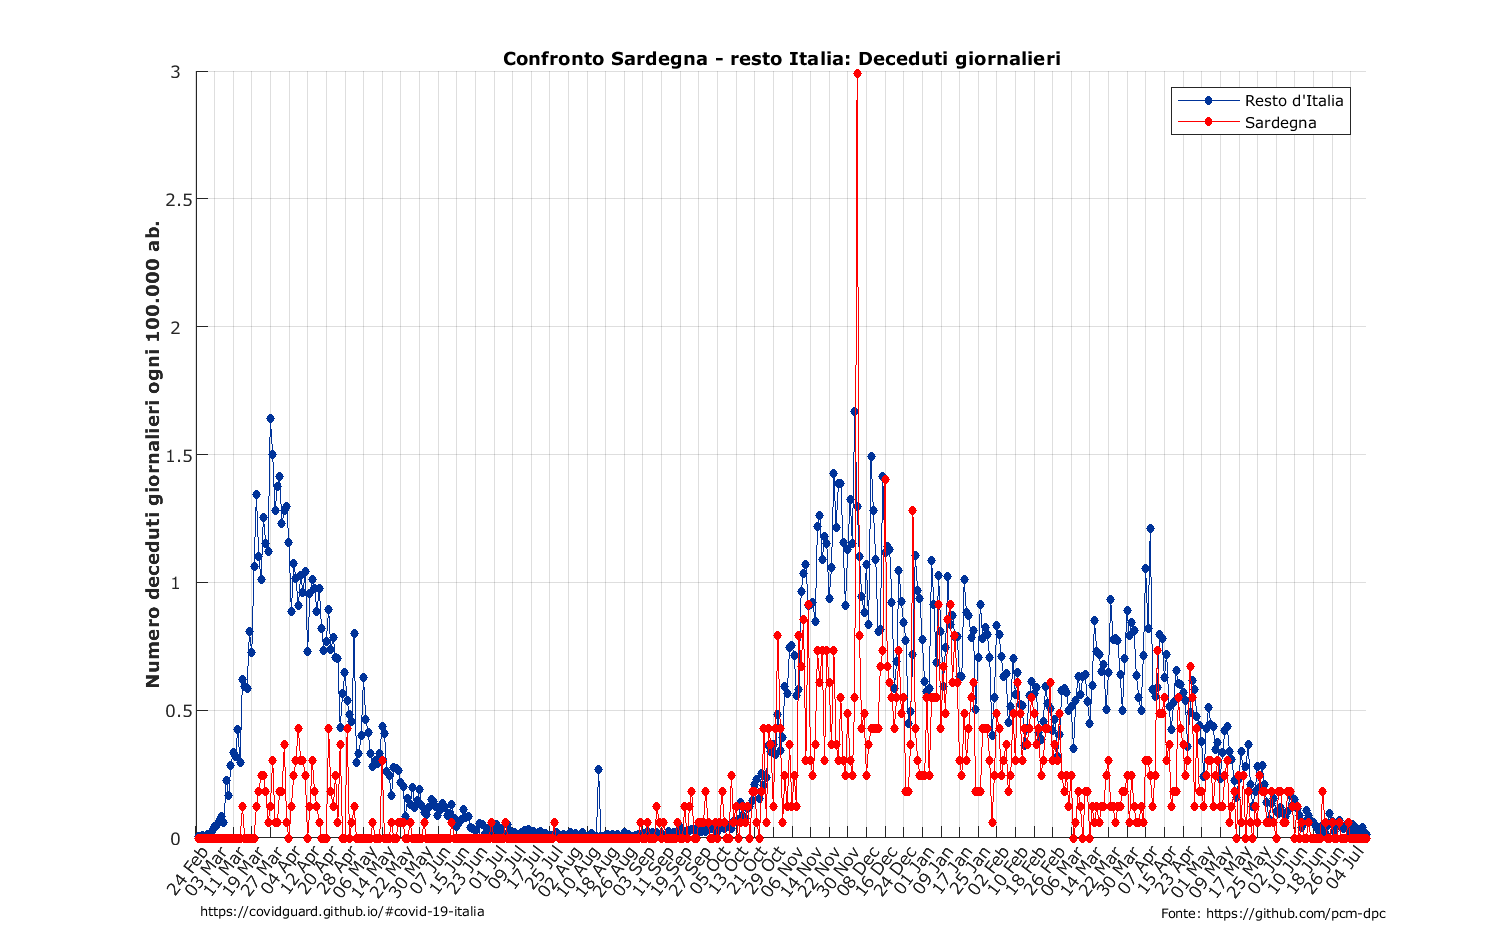 Confronto Sardegna - resto Italia: Deceduti giornalieri
Resto d'Italia
Sardegna
Numero deceduti giornalieri ogni 100.000 ab.
3
2.5
2
1.5
1
0.5
0
24 Feb
03 Mar
11 Mar
19 Mar
27 Mar
04 Apr
12 Apr
20 Apr
28 Apr
06 May
14 May
22 May
30 May
07 Jun
15 Jun
23 Jun
01 Jul
09 Jul
17 Jul
25 Jul
02 Aug
10 Aug
18 Aug
26 Aug
03 Sep
11 Sep
19 Sep
27 Sep
05 Oct
13 Oct
21 Oct
29 Oct
06 Nov
14 Nov
22 Nov
30 Nov
08 Dec
16 Dec
24 Dec
01 Jan
09 Jan
17 Jan
25 Jan
02 Feb
10 Feb
18 Feb
26 Feb
06 Mar
14 Mar
22 Mar
30 Mar
07 Apr
15 Apr
23 Apr
01 May
09 May
17 May
25 May
02 Jun
10 Jun
18 Jun
26 Jun
04 Jul
https://covidguard.github.io/#covid-19-italia
Fonte: https://github.com/pcm-dpc